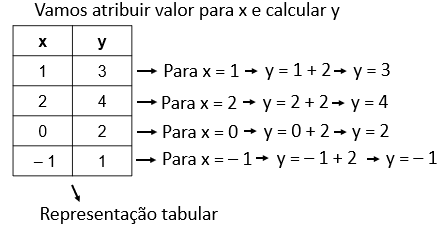 Vamos atribuir valor para x e calcular y
x y
1 3 → Para x = 1 → y = 1 + 2 → y = 3
2 4 → Para x = 2 → y = 2 + 2 → y = 4
0 2 → Para x = 0 → y = 0 + 2 → y = 2
– 1 1 → Para x = – 1 → y = – 1 + 2 → y = – 1
Representação tabular